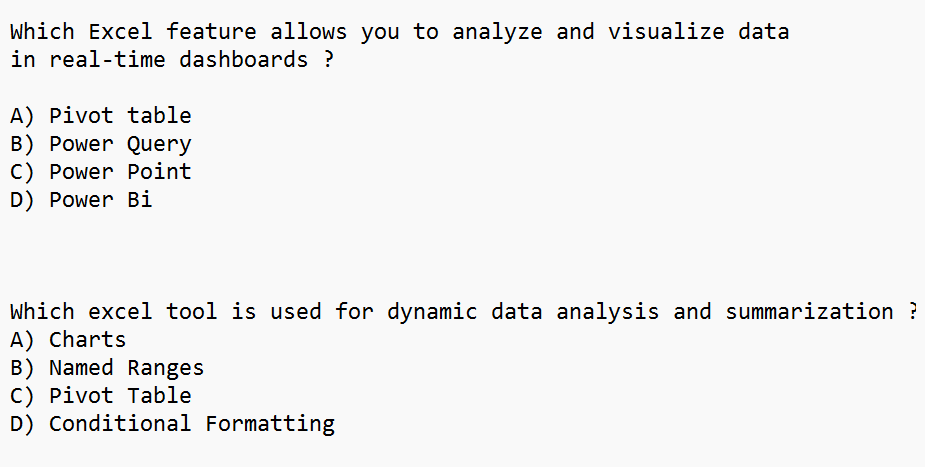 Which Excel feature allows you to analyze and visualize data
in real-time dashboards ?
A) Pivot table
B) Power Query
C) Power Point
D) Power Bi
Which excel tool is used for dynamic data analysis and summarization ?
A) Charts
B) Named Ranges
C) Pivot Table
D) Conditional Formatting